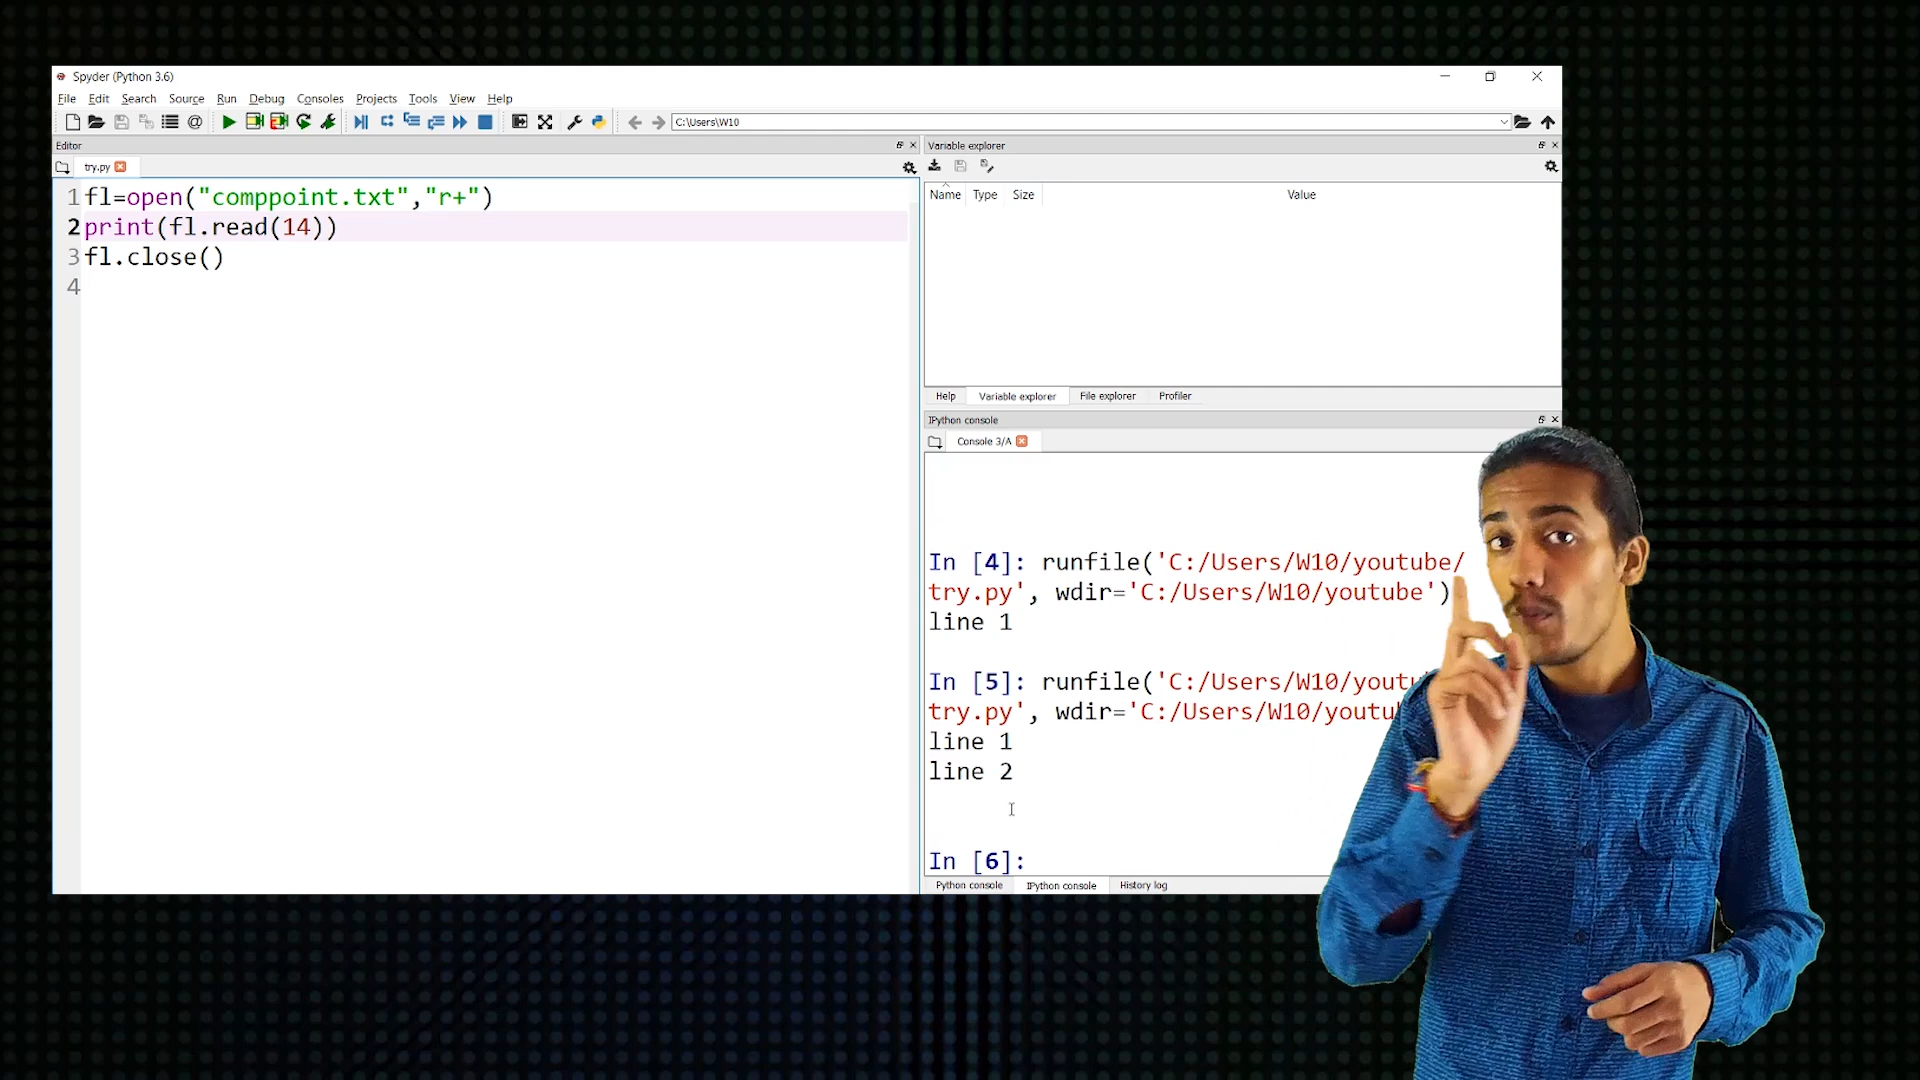 Spyder (Python 3.6)
File Edit Search Source Run Debug Consoles Projects Tools View Help
C:\Users\W10
Editor
try.py
1 fl=open("comppoint.txt","r+")
2 print(fl.read(14))
3 fl.close()
4
Variable explorer
Name Type Size Value
Help Variable explorer File explorer Profiler
IPython console
Console 3/A
In [4]: runfile('C:/Users/W10/youtube/
try.py', wdir='C:/Users/W10/youtube')
line 1
In [5]: runfile('C:/Users/W10/youtu
try.py', wdir='C:/Users/W10/youtu
line 1
line 2
In [6]:
Python console IPython console History log